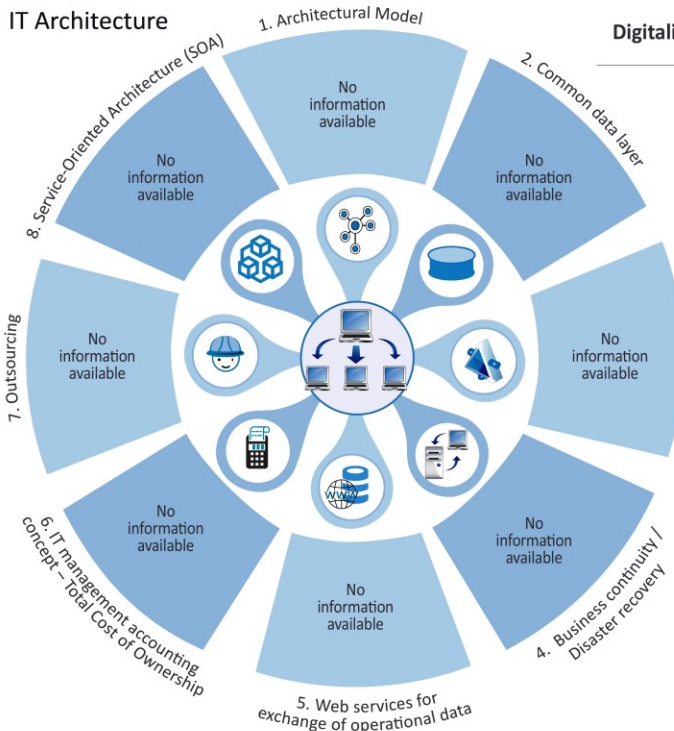 IT Architecture
Digitali
1. Architectural Model
No
information
available
2. Common data layer
No
information
available
No
information
available
4. Business continuity /
Disaster recovery
No
information
available
5. Web services for
exchange of operational data
No
information
available
6. IT management accounting
concept – Total Cost of Ownership
No
information
available
7. Outsourcing
No
information
available
8. Service-Oriented Architecture (SOA)
No
information
available
WWW